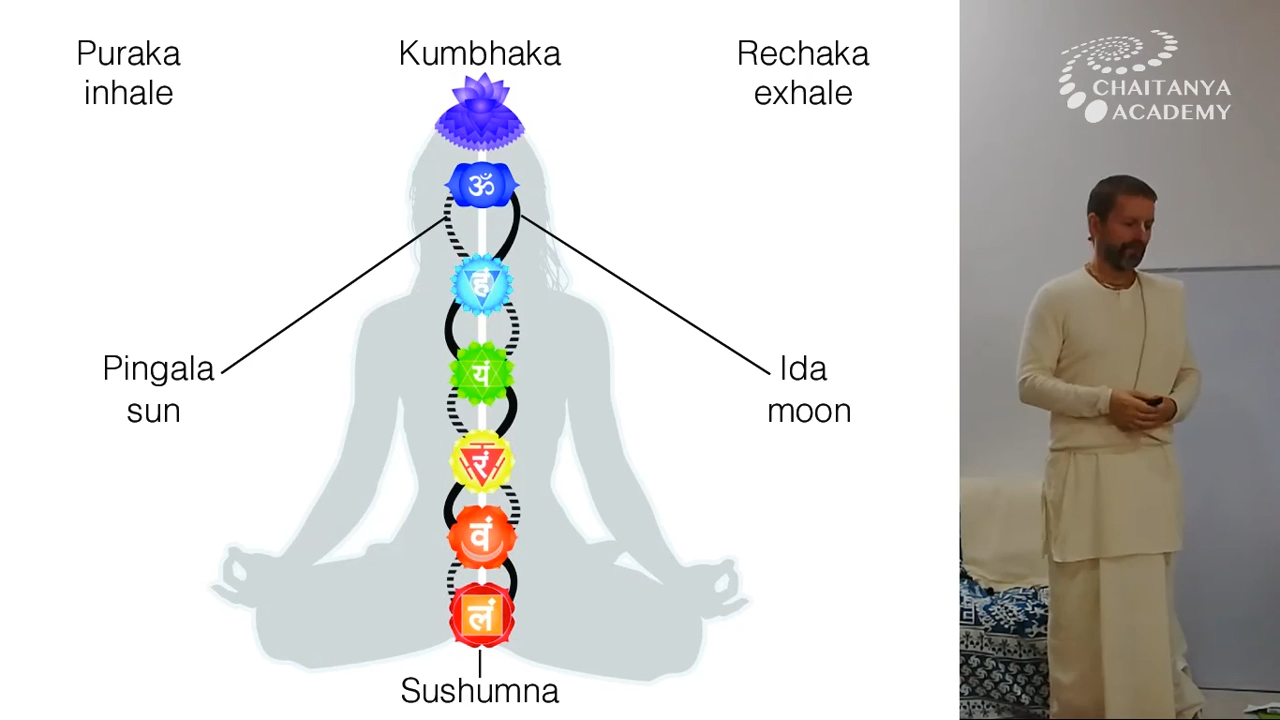 Puraka
inhale
Kumbhaka
Rechaka
exhale
CHAITANYA
ACADEMY
ॐ
हं
यं
Pingala
sun
Ida
moon
रं
वं
लं
Sushumna